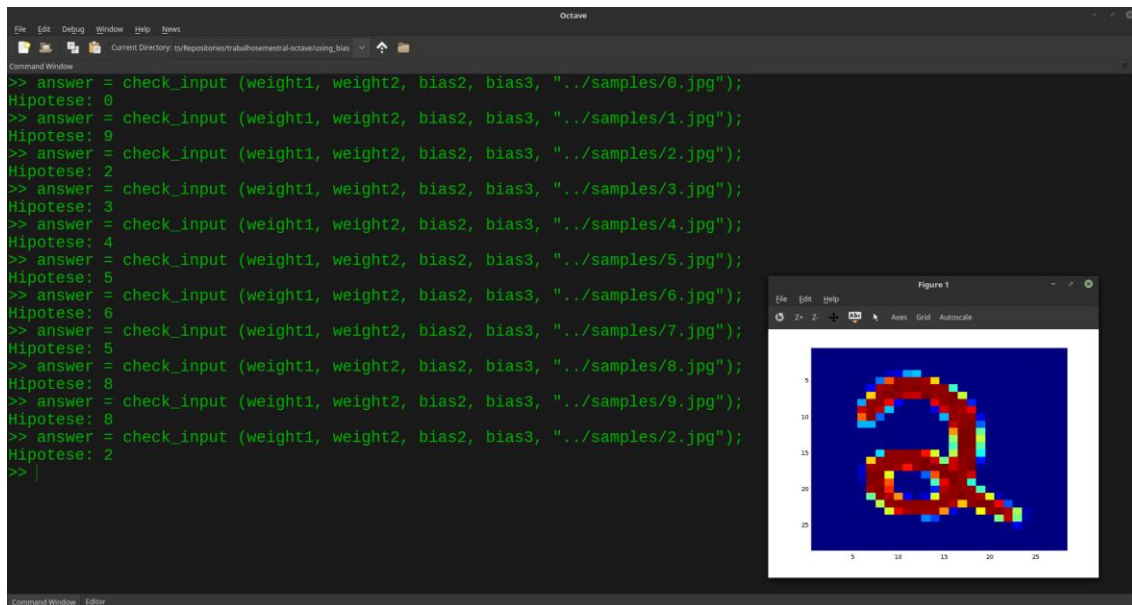 Octave
File Edit Debug Window Help News
Current Directory: ts/Repositories/trabalhosemestral-octave/using_bias
Command Window
>> answer = check_input (weight1, weight2, bias2, bias3, "../samples/0.jpg");
Hipotese: 0
>> answer = check_input (weight1, weight2, bias2, bias3, "../samples/1.jpg");
Hipotese: 9
>> answer = check_input (weight1, weight2, bias2, bias3, "../samples/2.jpg");
Hipotese: 2
>> answer = check_input (weight1, weight2, bias2, bias3, "../samples/3.jpg");
Hipotese: 3
>> answer = check_input (weight1, weight2, bias2, bias3, "../samples/4.jpg");
Hipotese: 4
>> answer = check_input (weight1, weight2, bias2, bias3, "../samples/5.jpg");
Hipotese: 5
>> answer = check_input (weight1, weight2, bias2, bias3, "../samples/6.jpg");
Hipotese: 6
>> answer = check_input (weight1, weight2, bias2, bias3, "../samples/7.jpg");
Hipotese: 5
>> answer = check_input (weight1, weight2, bias2, bias3, "../samples/8.jpg");
Hipotese: 8
>> answer = check_input (weight1, weight2, bias2, bias3, "../samples/9.jpg");
Hipotese: 8
>> answer = check_input (weight1, weight2, bias2, bias3, "../samples/2.jpg");
Hipotese: 2
>>
Figure 1
File Edit Help
Z+ Z- ABC Axes Grid Autoscale
5
10
15
20
25
5 10 15 20 25
Command Window Editor